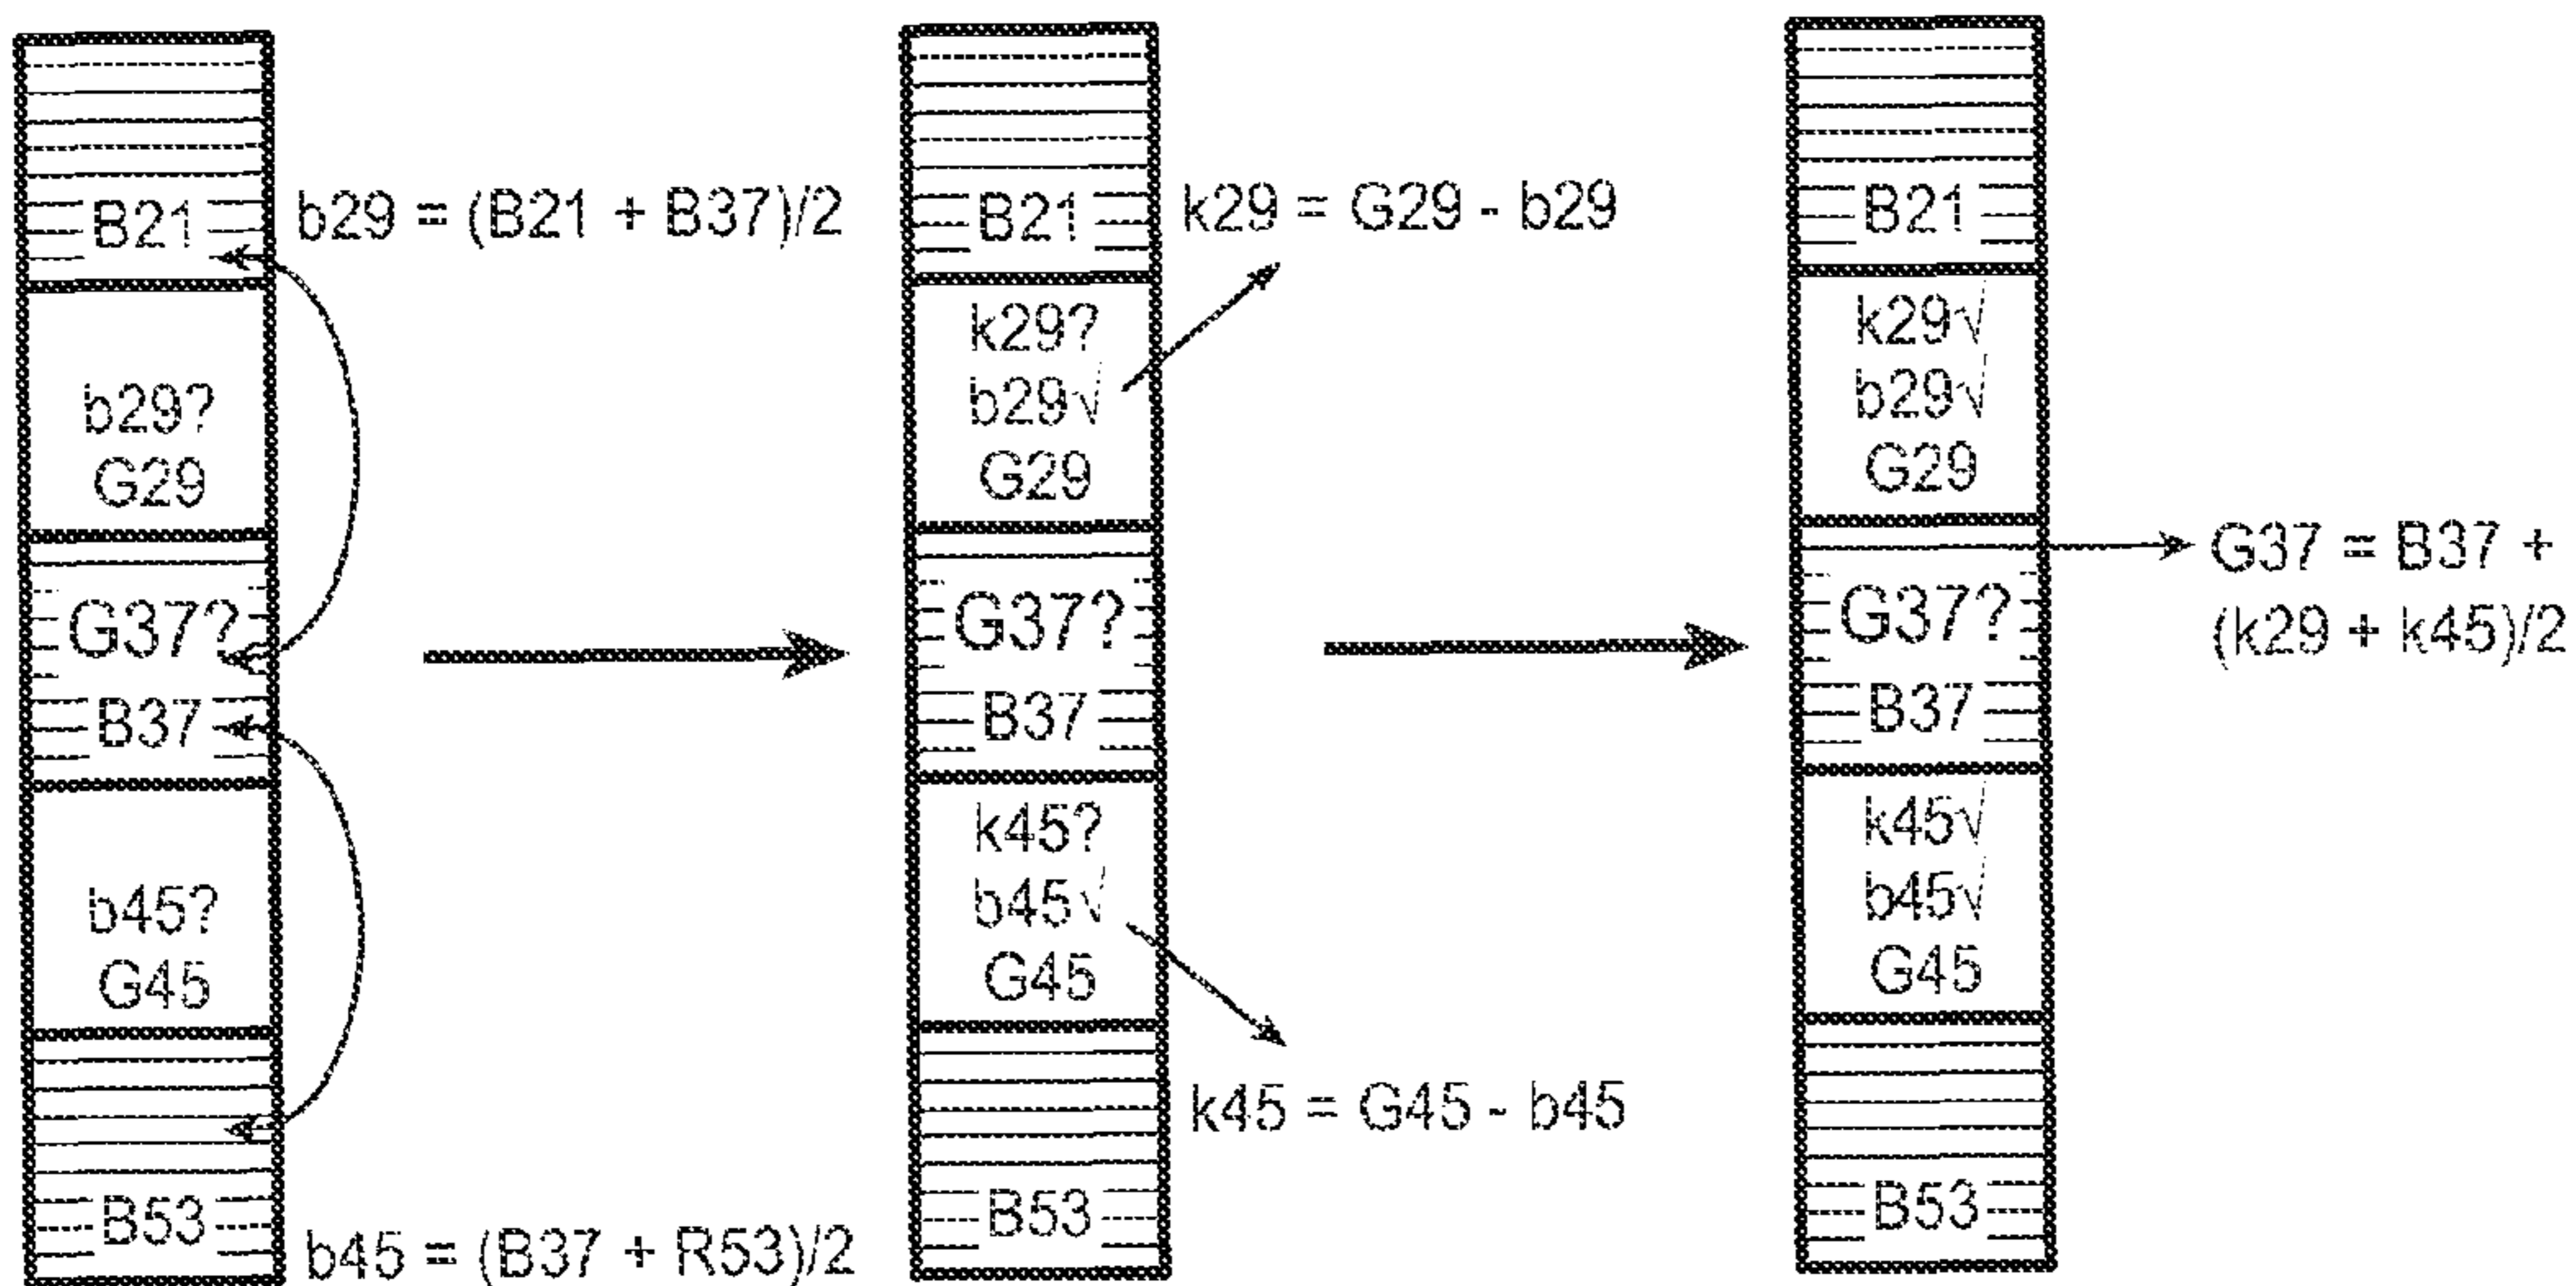 B21
b29 = (B21 + B37)/2
b29?
G29
G37?
B37
b45?
G45
B53
b45 = (B37 + R53)/2
B21
k29 = G29 - b29
k29?
b29√
G29
G37?
B37
k45?
b45√
G45
k45 = G45 - b45
B53
B21
k29√
b29√
G29
G37 = B37 +
(k29 + k45)/2
G37?
B37
k45√
b45√
G45
B53